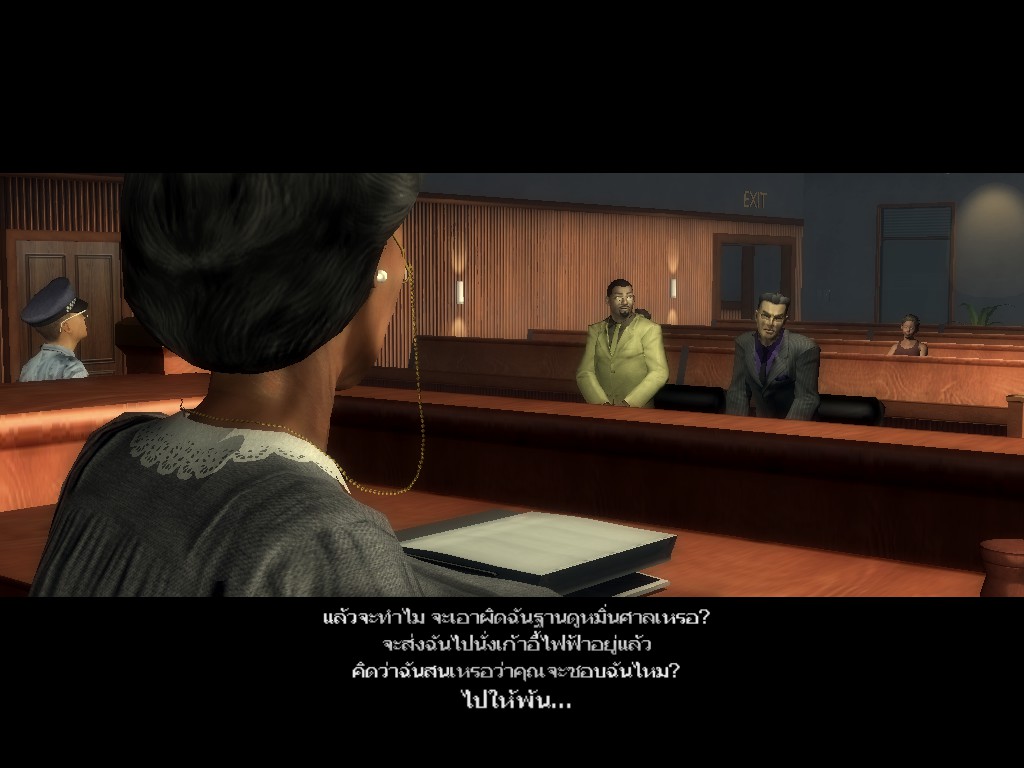 EXIT
แล้วจะทำไม จะเอาผิดฉันฐานดูหมิ่นศาลเหรอ?
จะส่งฉันไปนั่งเก้าอี้ไฟฟ้าอยู่แล้ว
คิดว่าฉันสนเหรอว่าคุณจะชอบฉันไหม?
ไปให้พ้น...